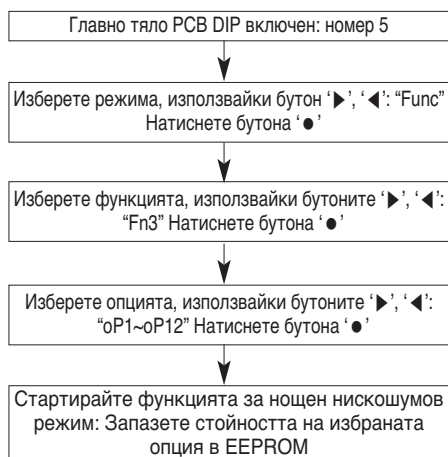 Главно тяло PCB DIP включен: номер 5
Изберете режима, използвайки бутон ‘▶’, ‘◀’: “Func”
Натиснете бутона ‘●’
Изберете функцията, използвайки бутоните ‘▶’, ‘◀’:
“Fn3” Натиснете бутона ‘●’
Изберете опцията, използвайки бутоните ‘▶’, ‘◀’:
“oP1~oP12” Натиснете бутона ‘●’
Стартирайте функцията за нощен нискошумов
режим: Запазете стойността на избраната
опция в EEPROM